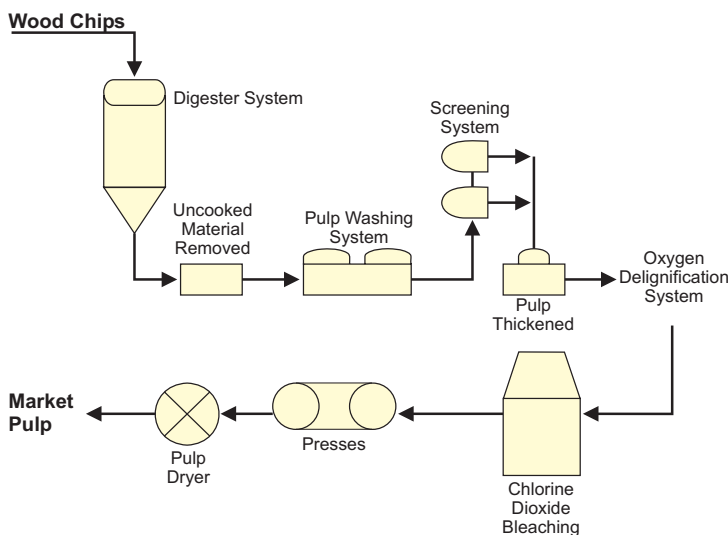 Wood Chips
Digester System
Screening
System
Uncooked
Material
Removed
Pulp Washing
System
Oxygen
Delignification
System
Pulp
Thickened
Market
Pulp
Pulp
Dryer
Presses
Chlorine
Dioxide
Bleaching